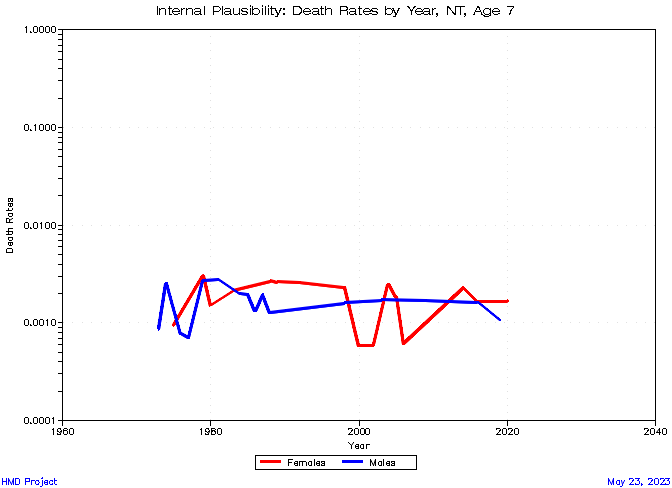 Internal Plausibility: Death Rates by Year, NT, Age 7
1.0000
0.1000
0.0100
0.0010
0.0001
Death Rates
1960 1980 2000 2020 2040
Year
Females Males
HMD Project May 23, 2023